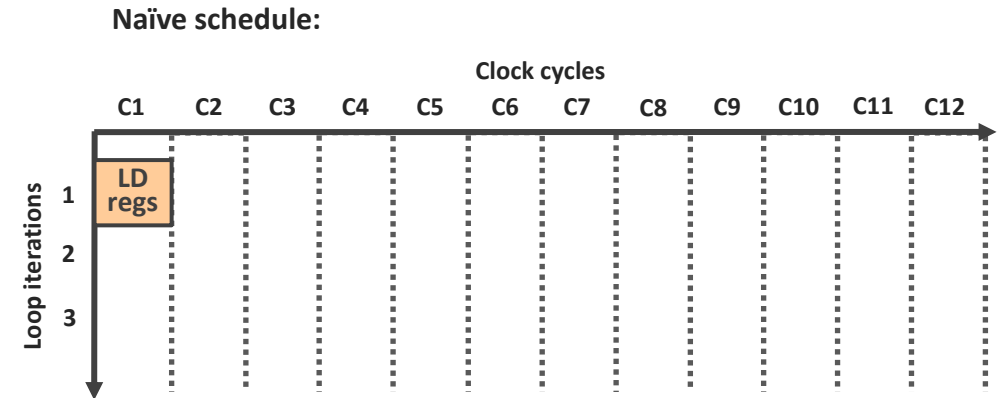 Naïve schedule:
Clock cycles
C1 C2 C3 C4 C5 C6 C7 C8 C9 C10 C11 C12
Loop iterations
1
LD
regs
2
3